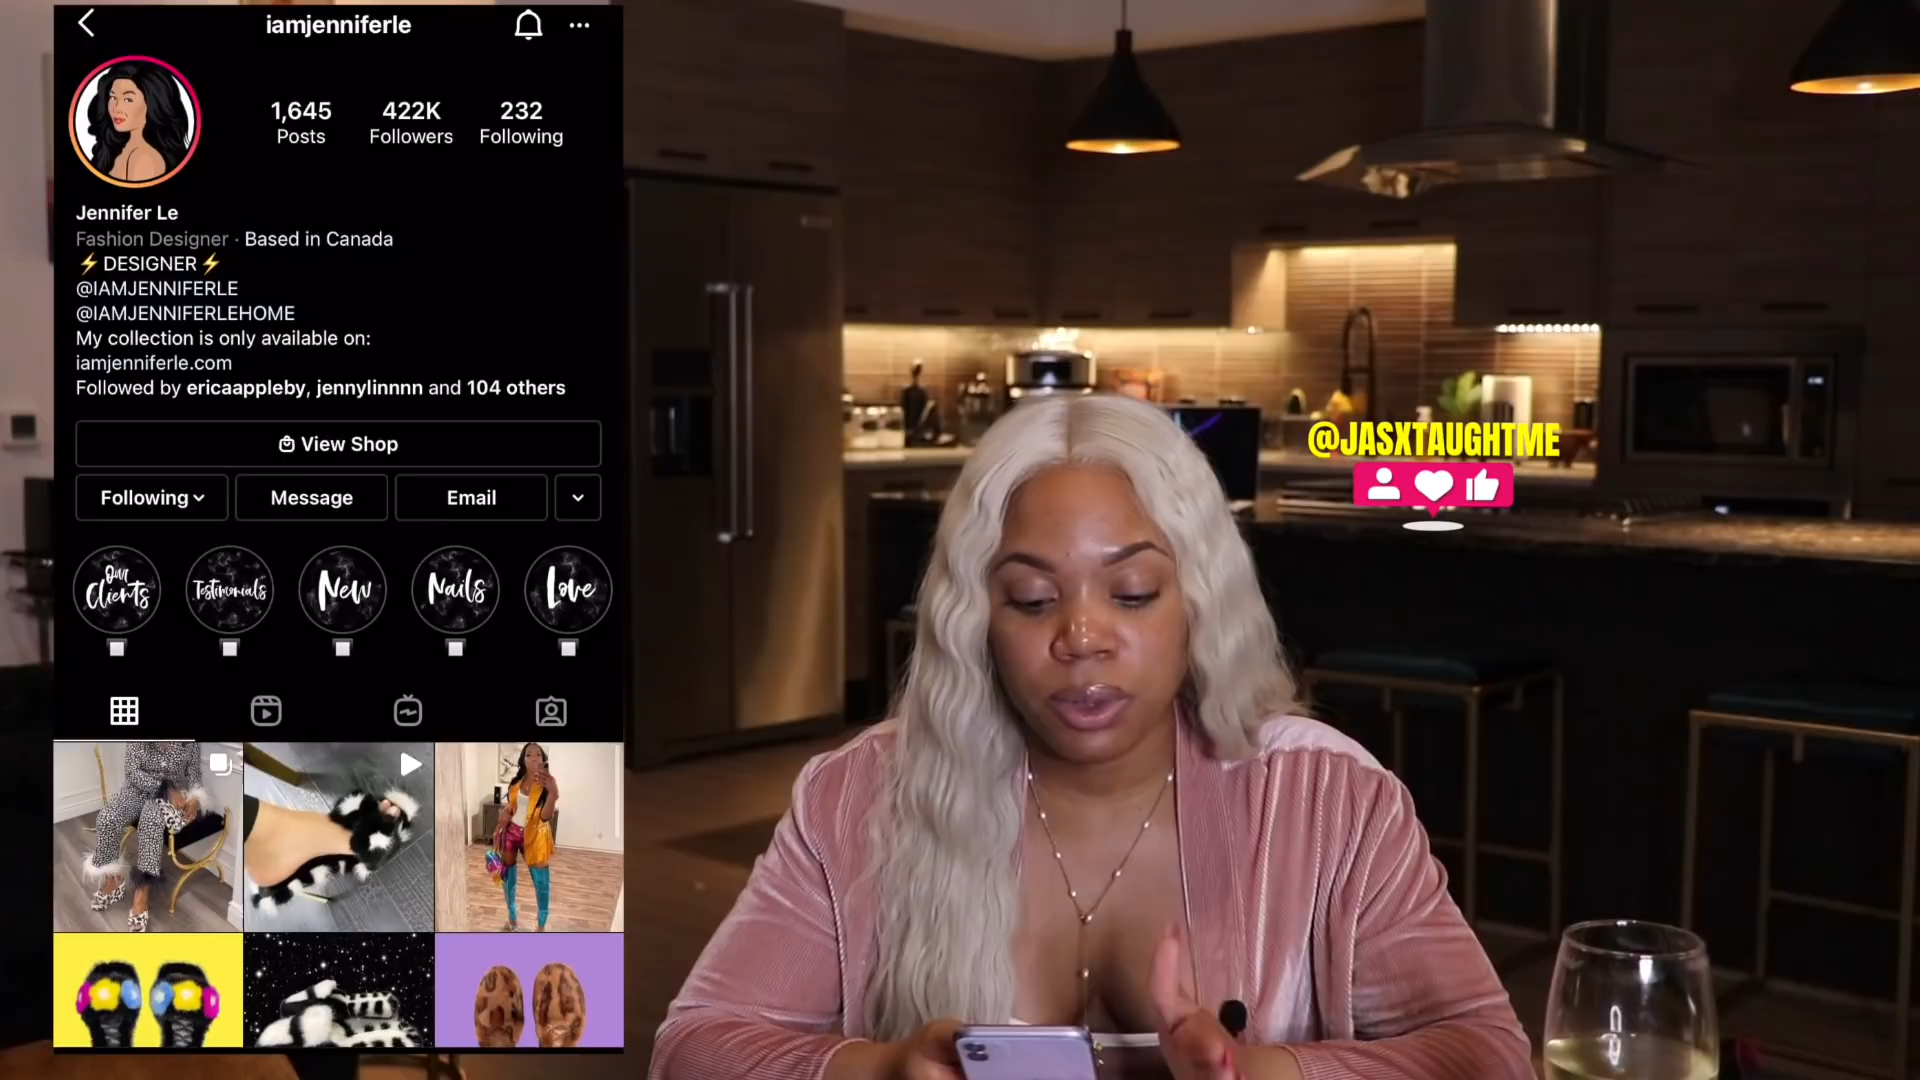 iamjenniferle
1,645
Posts
422K
Followers
232
Following
Jennifer Le
Fashion Designer · Based in Canada
⚡DESIGNER⚡
@IAMJENNIFERLE
@IAMJENNIFERLEHOME
My collection is only available on:
iamjenniferle.com
Followed by ericaappleby, jennylinnnn and 104 others
View Shop
Following
Message
Email
Our Clients
Testimonials
New
Nails
Love
@JASXTAUGHTME